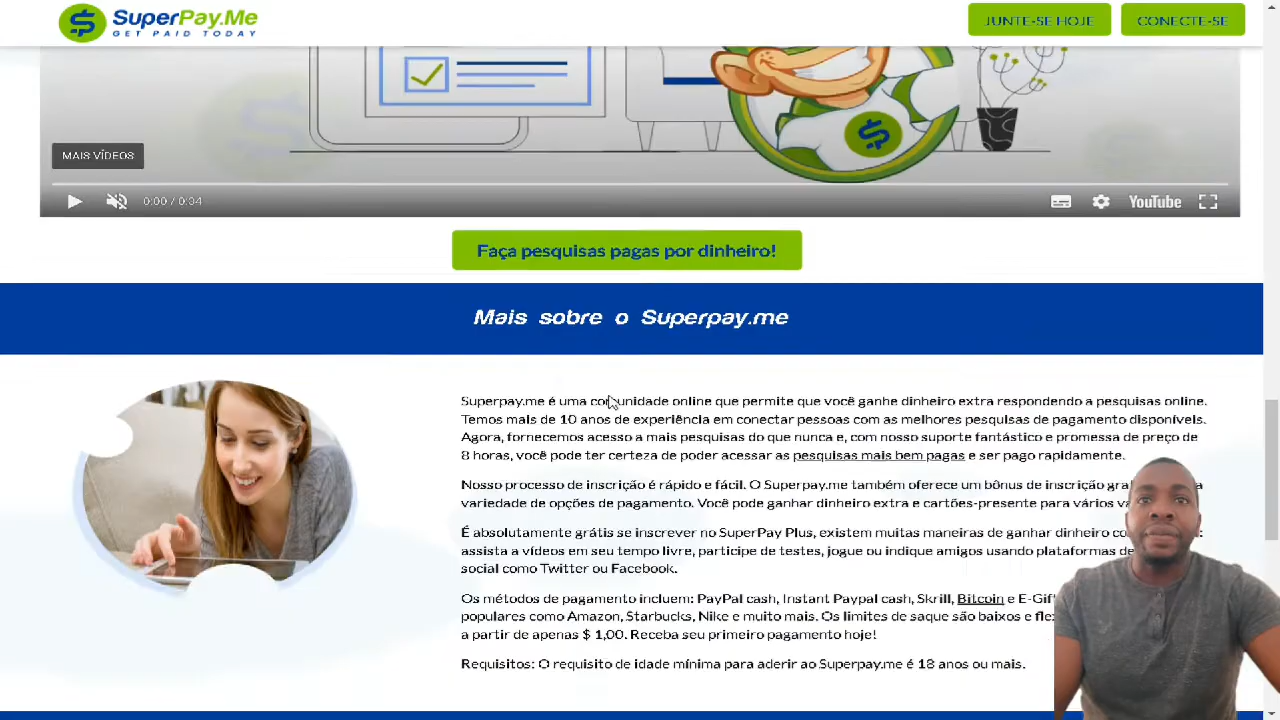 SuperPay.Me
GET PAID TODAY
JUNTE-SE HOJE
CONECTE-SE
MAIS VÍDEOS
0:00 / 0:34
YouTube
Faça pesquisas pagas por dinheiro!
Mais sobre o Superpay.me
Superpay.me é uma comunidade online que permite que você ganhe dinheiro extra respondendo a pesquisas online.
Temos mais de 10 anos de experiência em conectar pessoas com as melhores pesquisas de pagamento disponíveis.
Agora, fornecemos acesso a mais pesquisas do que nunca e, com nosso suporte fantástico e promessa de preço de
8 horas, você pode ter certeza de poder acessar as pesquisas mais bem pagas e ser pago rapidamente.
Nosso processo de inscrição é rápido e fácil. O Superpay.me também oferece um bônus de inscrição
variedade de opções de pagamento. Você pode ganhar dinheiro extra e cartões-presente para vários
É absolutamente grátis se inscrever no SuperPay Plus, existem muitas maneiras de ganhar dinheiro
assista a vídeos em seu tempo livre, participe de testes, jogue ou indique amigos usando plataformas de
social como Twitter ou Facebook.
Os métodos de pagamento incluem: PayPal cash, Instant Paypal cash, Skrill, Bitcoin e
populares como Amazon, Starbucks, Nike e muito mais. Os limites de saque são baixos e
a partir de apenas $ 1,00. Receba seu primeiro pagamento hoje!
Requisitos: O requisito de idade mínima para aderir ao Superpay.me é 18 anos ou mais.